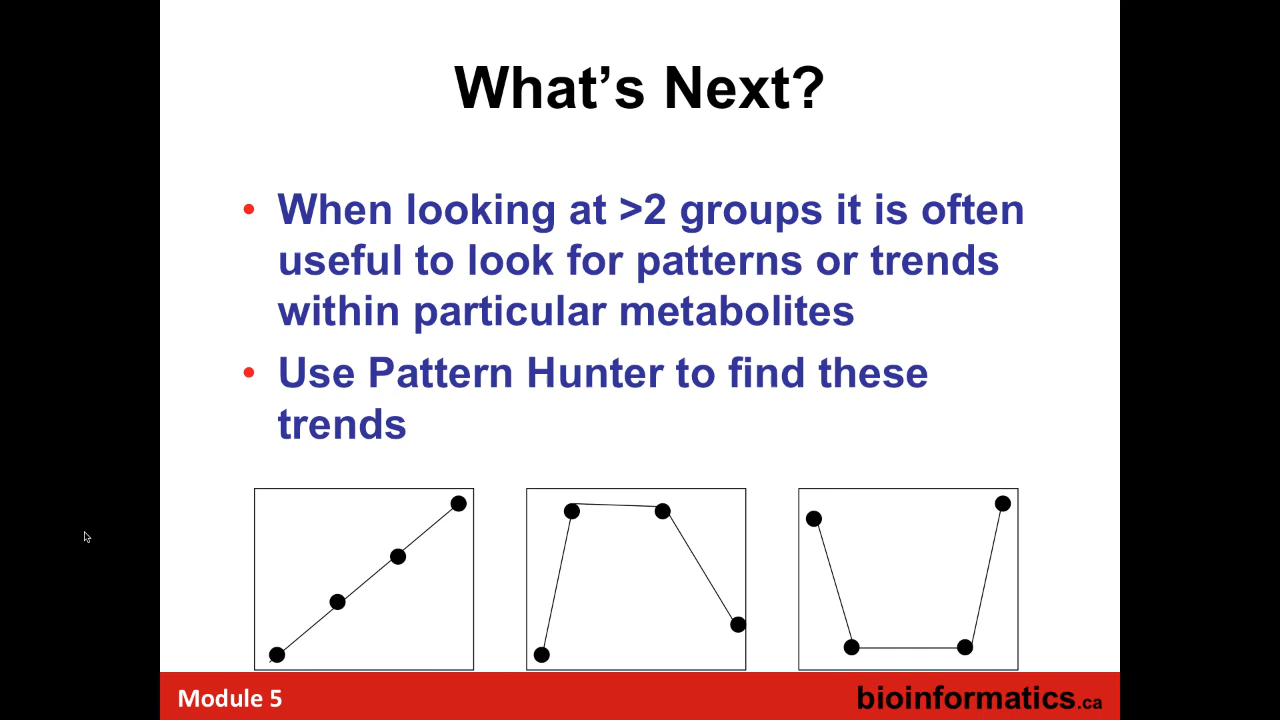 What’s Next?
• When looking at >2 groups it is often
useful to look for patterns or trends
within particular metabolites
• Use Pattern Hunter to find these
trends
Module 5
bioinformatics.ca